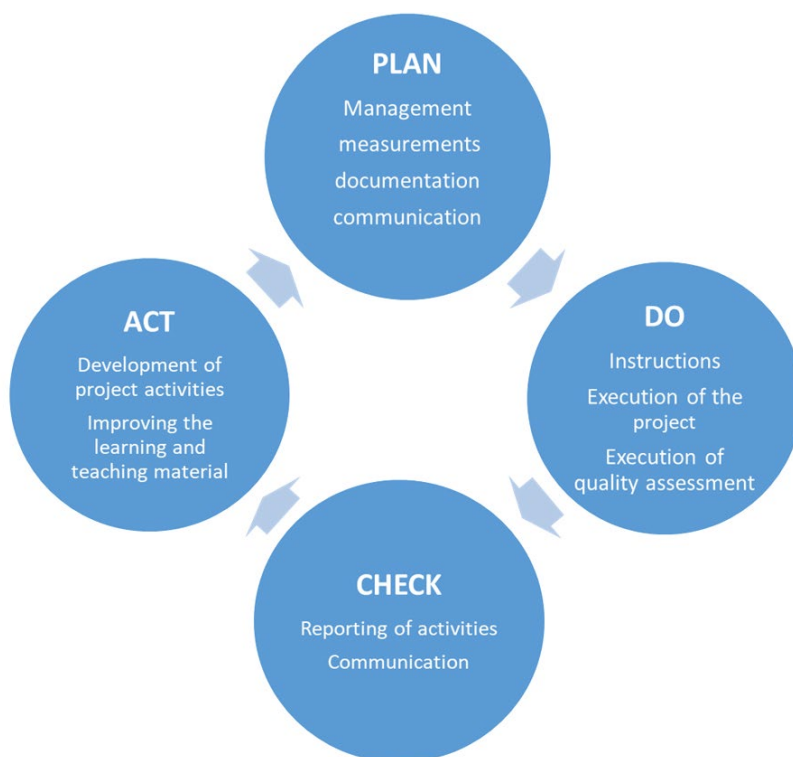 PLAN
Management
measurements
documentation
communication
DO
Instructions
Execution of the
project
Execution of
quality assessment
CHECK
Reporting of activities
Communication
ACT
Development of
project activities
Improving the
learning and
teaching material